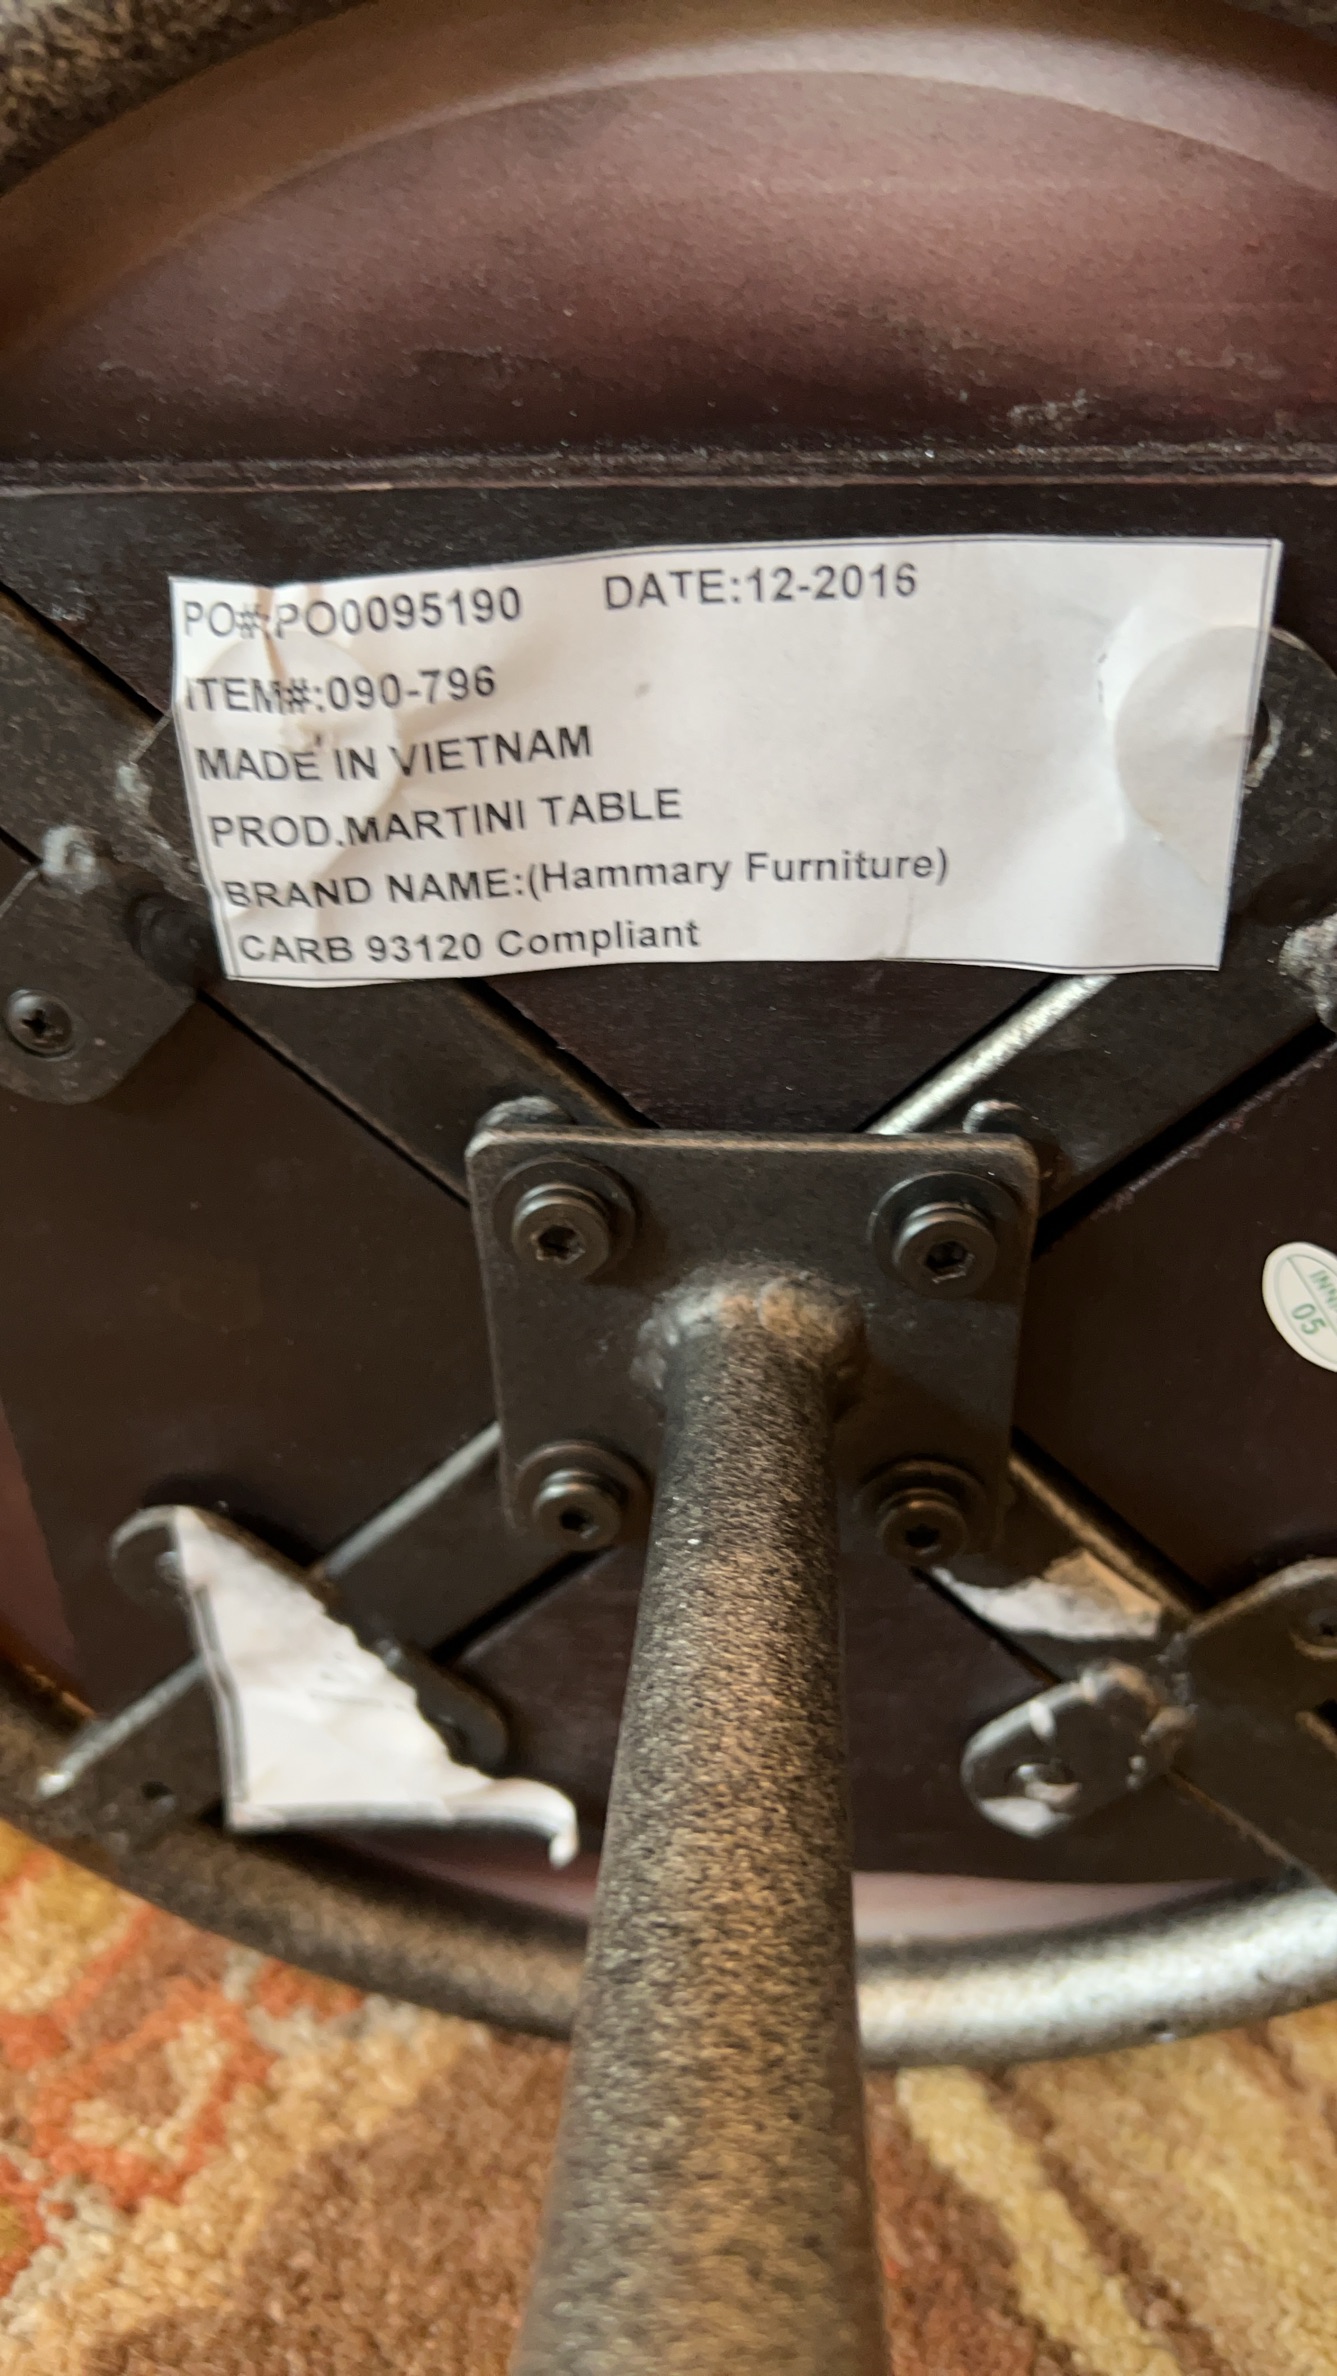 PO#:PO0095190 DATE:12-2016
ITEM#:090-796
MADE IN VIETNAM
PROD.MARTINI TABLE
BRAND NAME:(Hammary Furniture)
CARB 93120 Compliant
05